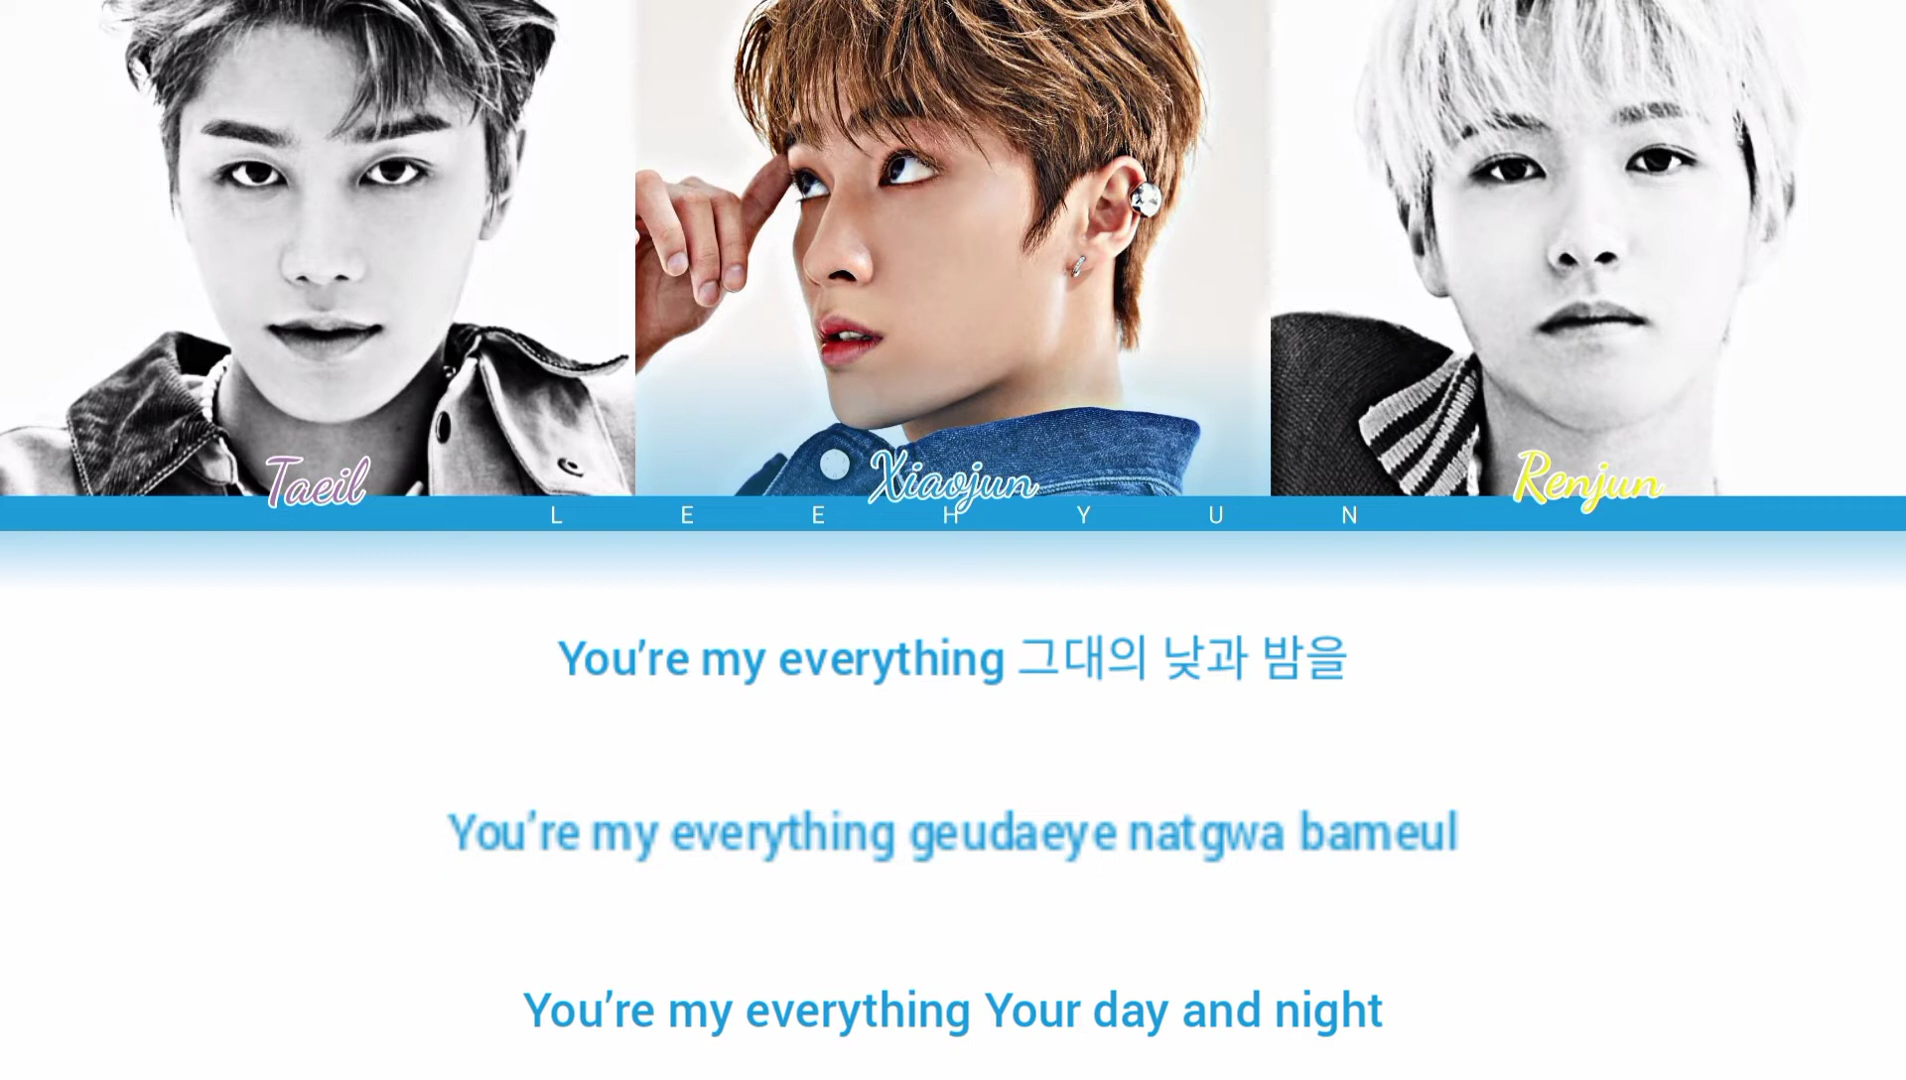 Taeil
Xiaojun
Renjun
LEEHYUN
You're my everything 그대의 낮과 밤을
You're my everything geudaeye natgwa bameul
You're my everything Your day and night